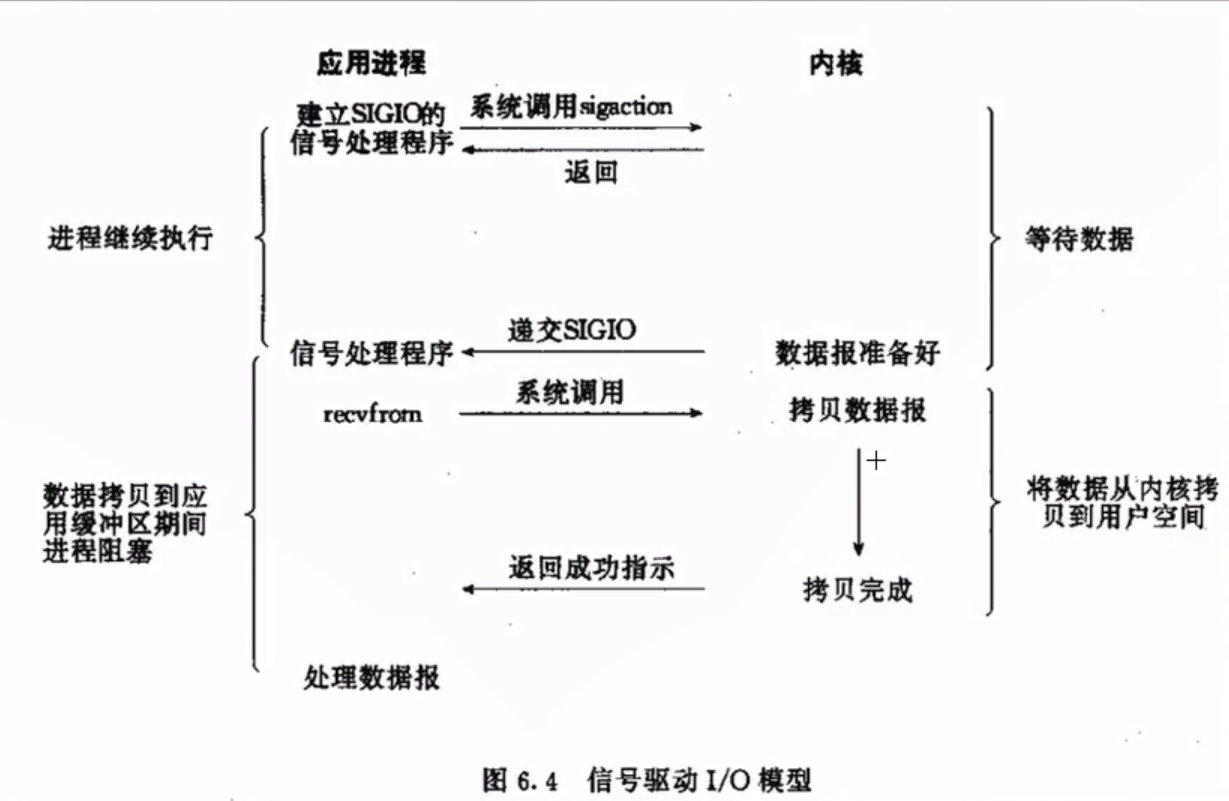 应用进程
内核
建立SIGIO的
信号处理程序
系统调用sigaction
返回
进程继续执行
等待数据
递交SIGIO
信号处理程序
数据报准备好
系统调用
recvfrom
拷贝数据报
数据拷贝到应
用缓冲区期间
进程阻塞
将数据从内核拷
贝到用户空间
返回成功指示
拷贝完成
处理数据报
图 6.4 信号驱动 I/O 模型